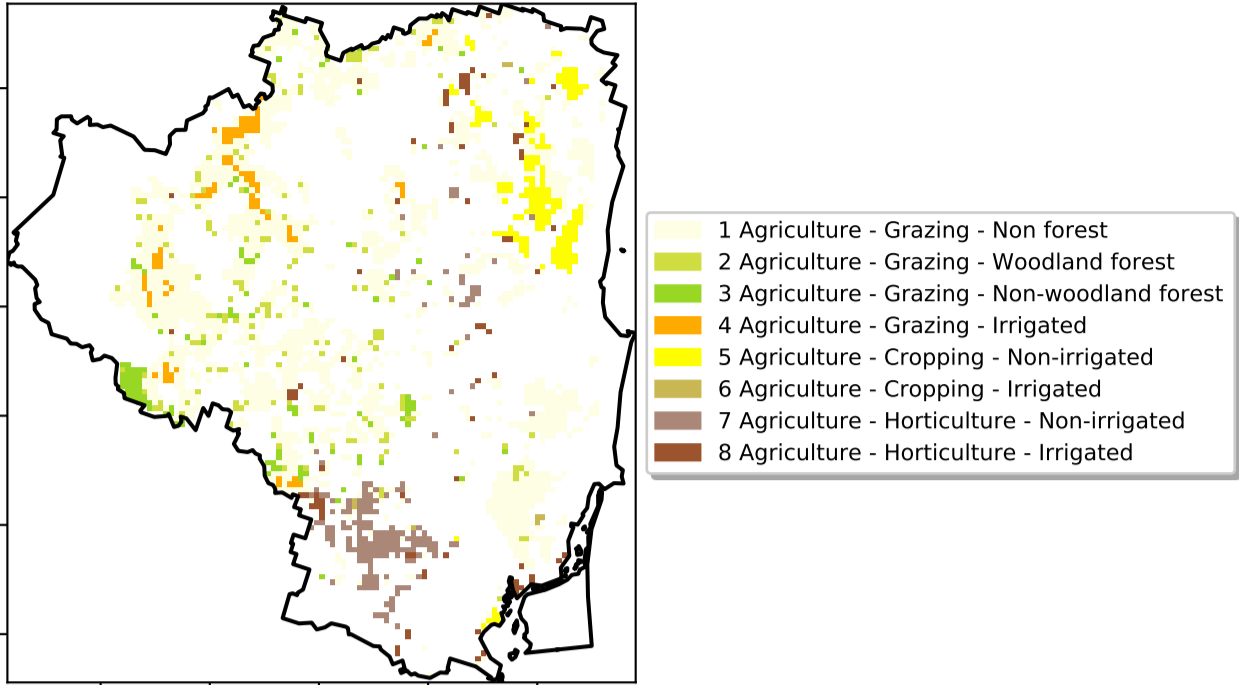 1 Agriculture - Grazing - Non forest
2 Agriculture - Grazing - Woodland forest
3 Agriculture - Grazing - Non-woodland forest
4 Agriculture - Grazing - Irrigated
5 Agriculture - Cropping - Non-irrigated
6 Agriculture - Cropping - Irrigated
7 Agriculture - Horticulture - Non-irrigated
8 Agriculture - Horticulture - Irrigated